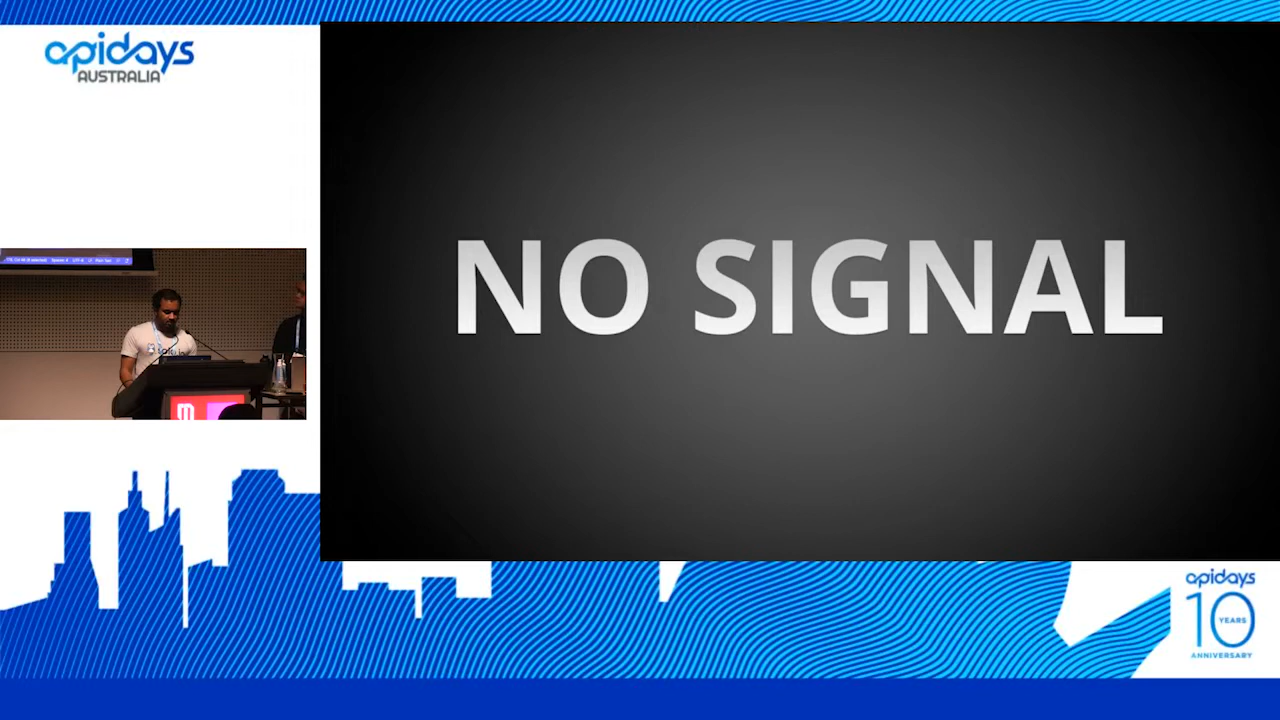 apidays
AUSTRALIA
NO SIGNAL
apidays
10
YEARS
ANNIVERSARY